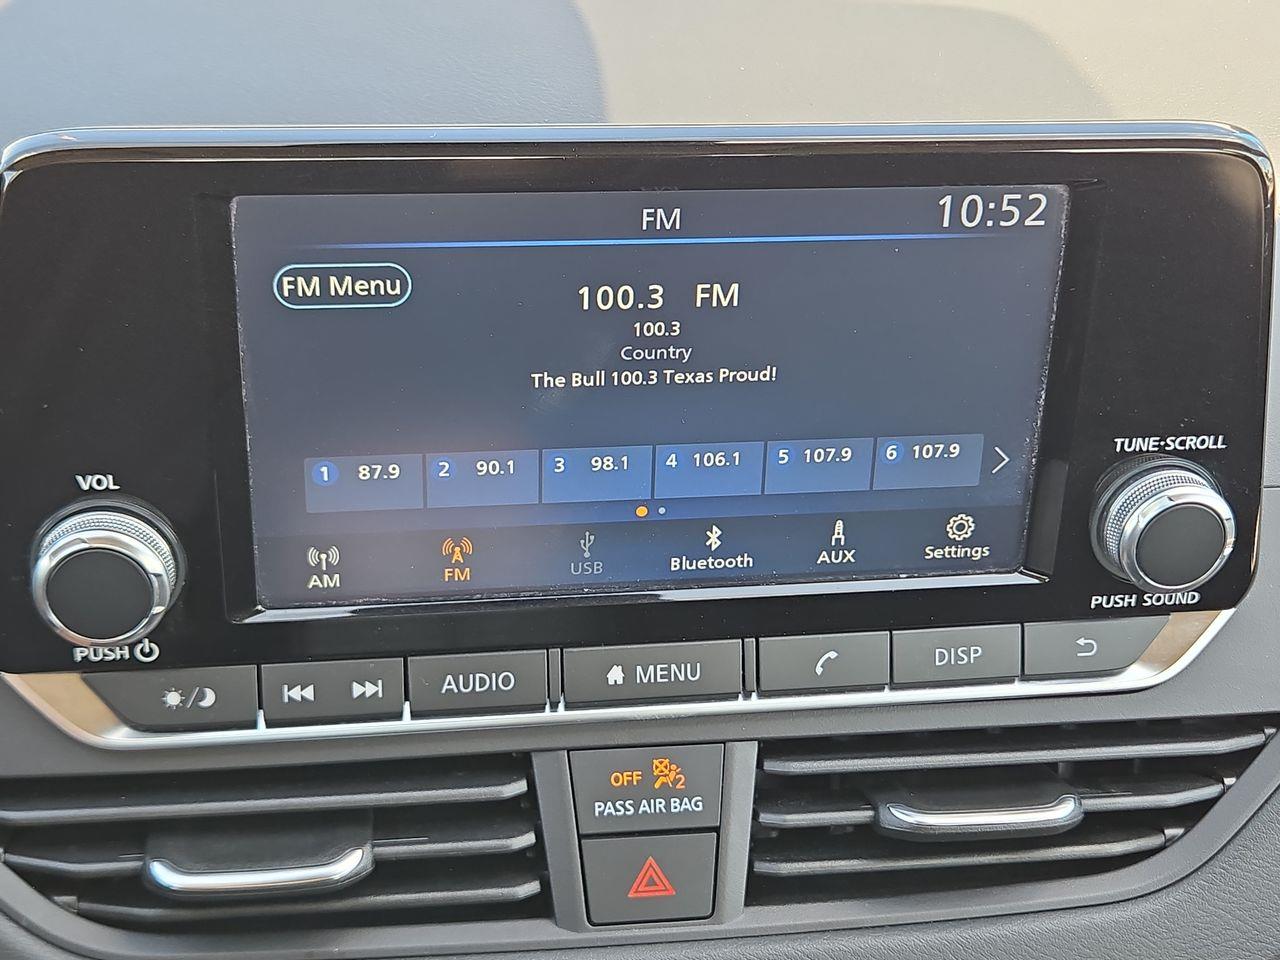 FM
10:52
FM Menu
100.3 FM
100.3
Country
The Bull 100.3 Texas Proud!
1 87.9
2 90.1
3 98.1
4 106.1
5 107.9
6 107.9
AM
FM
USB
Bluetooth
AUX
Settings
VOL
PUSH
TUNE·SCROLL
PUSH SOUND
AUDIO
MENU
DISP
OFF 2
PASS AIR BAG